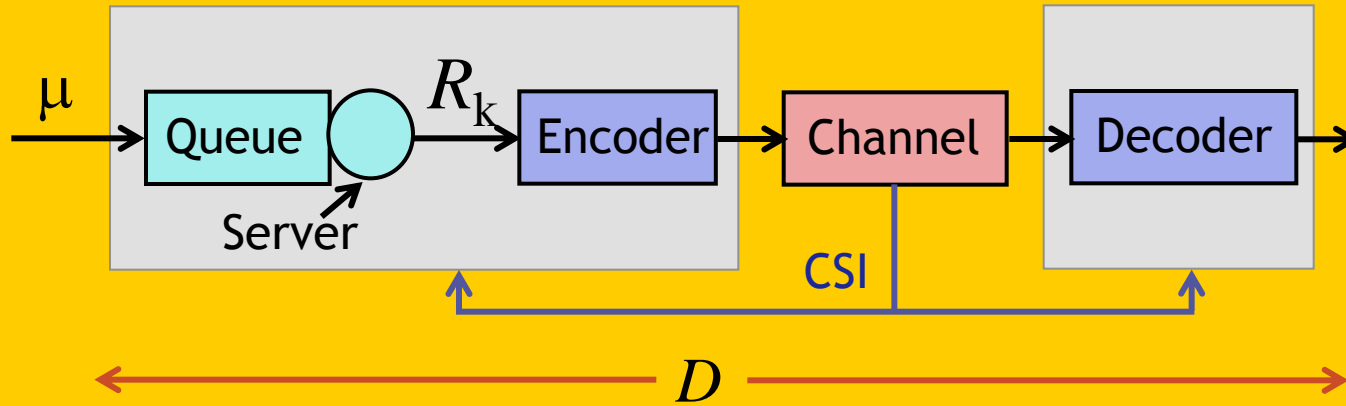 μ
Queue
Server
R_k
Encoder
Channel
CSI
Decoder
D